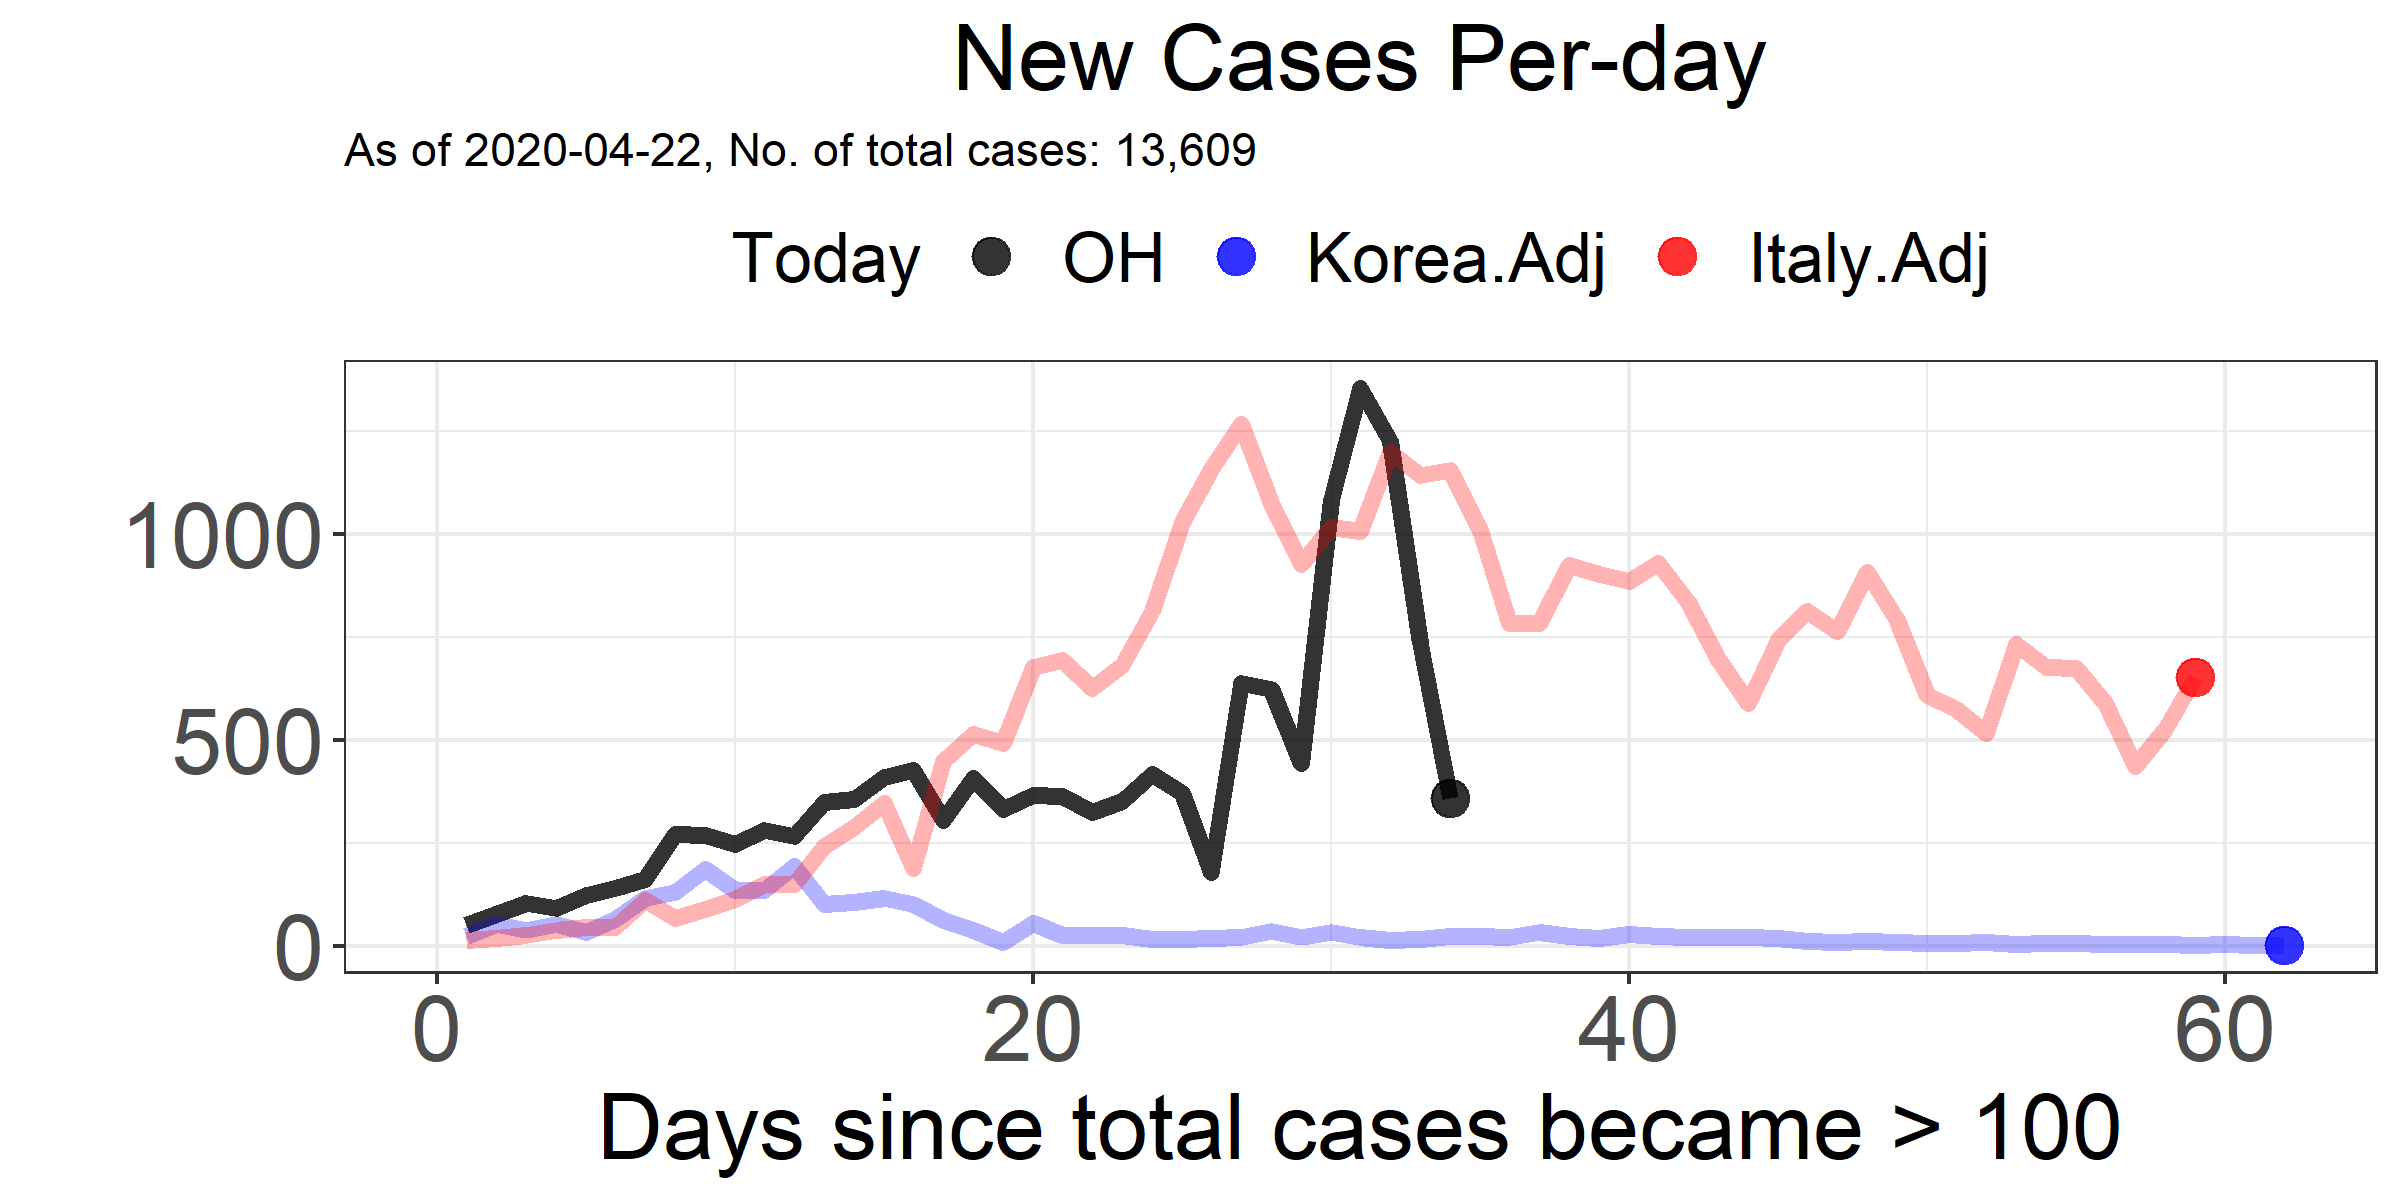 New Cases Per-day
As of 2020-04-22, No. of total cases: 13,609
Today OH Korea.Adj Italy.Adj
1000
500
0
0 20 40 60
Days since total cases became > 100